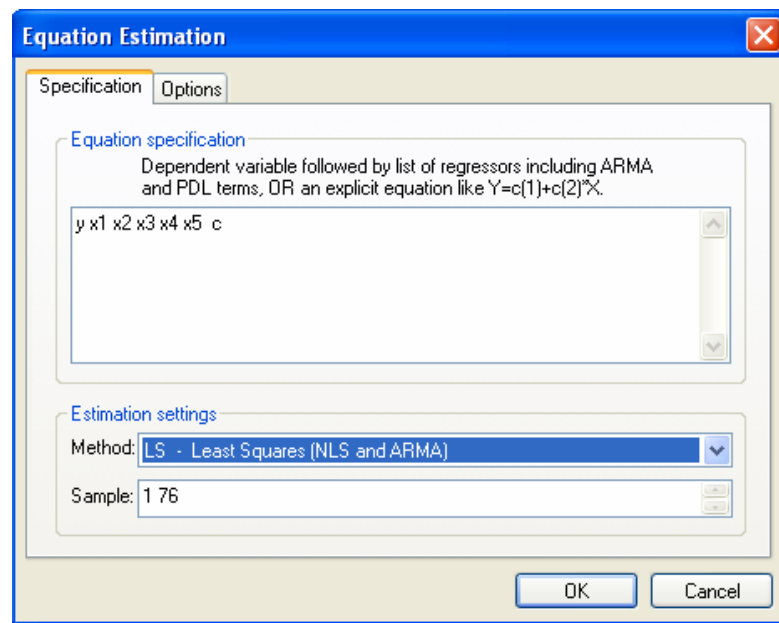 Equation Estimation
Specification Options
Equation specification
Dependent variable followed by list of regressors including ARMA
and PDL terms, OR an explicit equation like Y=c(1)+c(2)*X.
y x1 x2 x3 x4 x5 c
Estimation settings
Method: LS - Least Squares (NLS and ARMA)
Sample: 1 76
OK Cancel